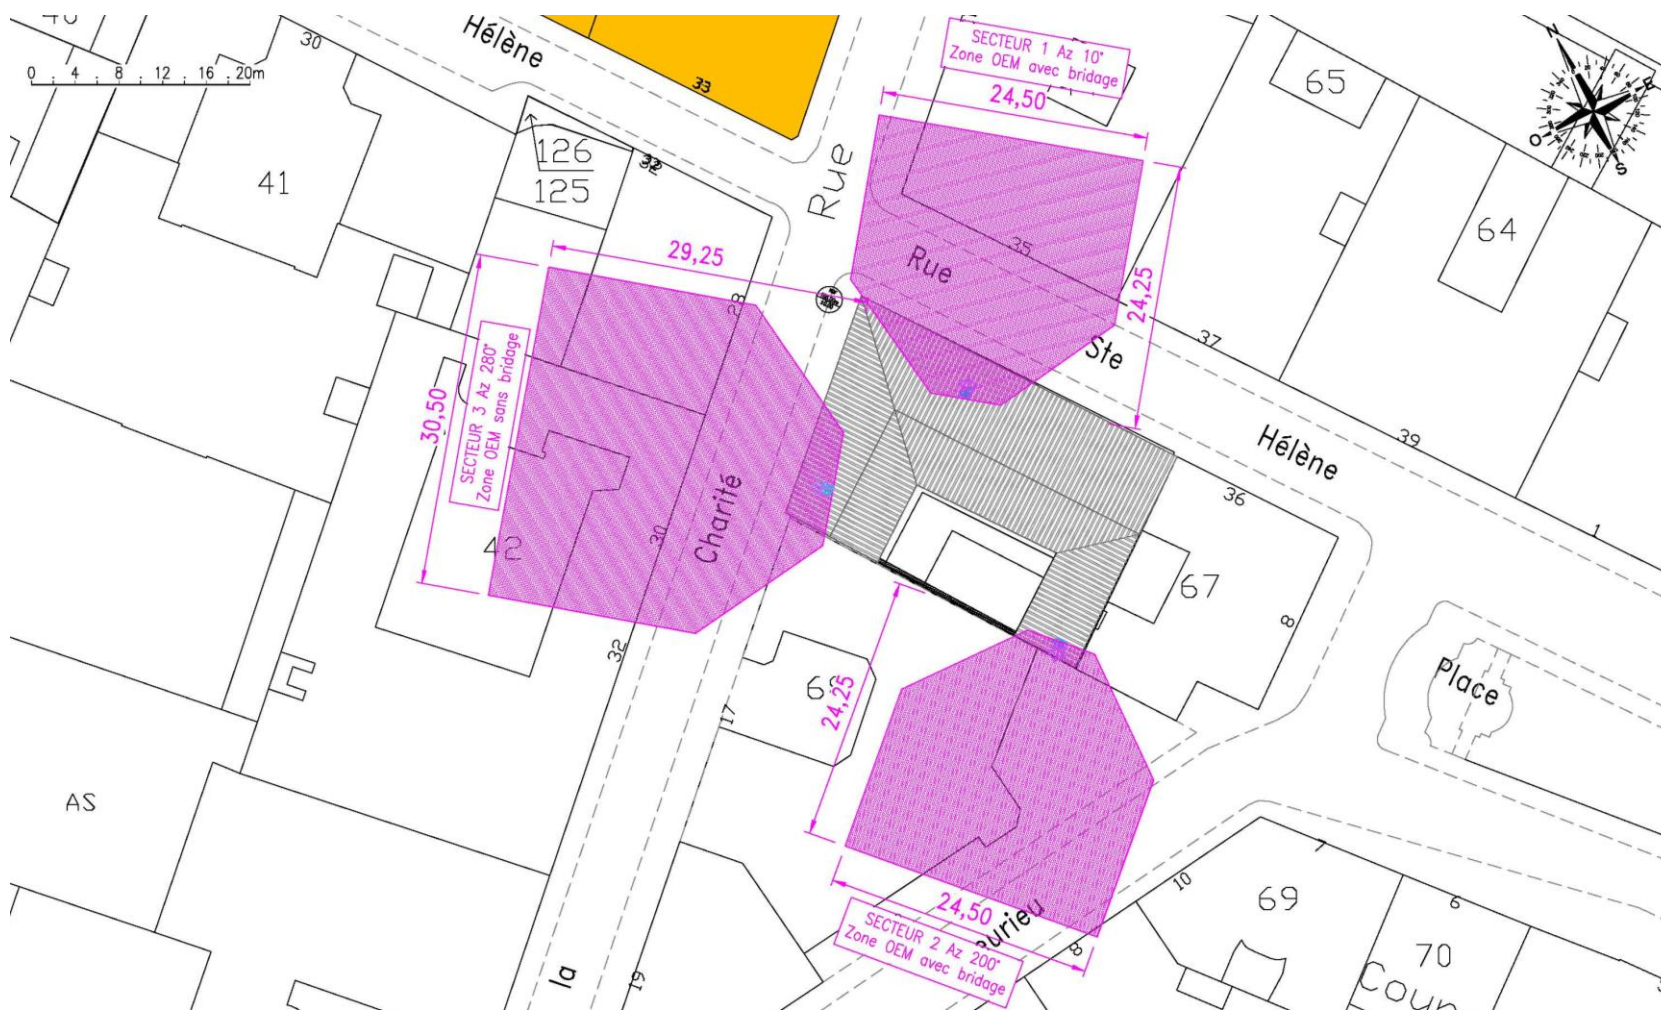 0 4 8 12 16 20m
30
Hélène
33
SECTEUR 1 Az 10°
Zone OEM avec bridage
24,50
N
E
O
S
65
126
125
32
41
Rue
64
29,25
Rue
35
24,25
28
Ste
37
SECTEUR 3 Az 280°
Zone OEM sans bridage
30,50
Hélène
39
36
1
Charité
30
42
67
8
32
Place
17
24,25
AS
7
10
69
6
24,50
8
70
SECTEUR 2 Az 200°
Zone OEM avec bridage
la
19